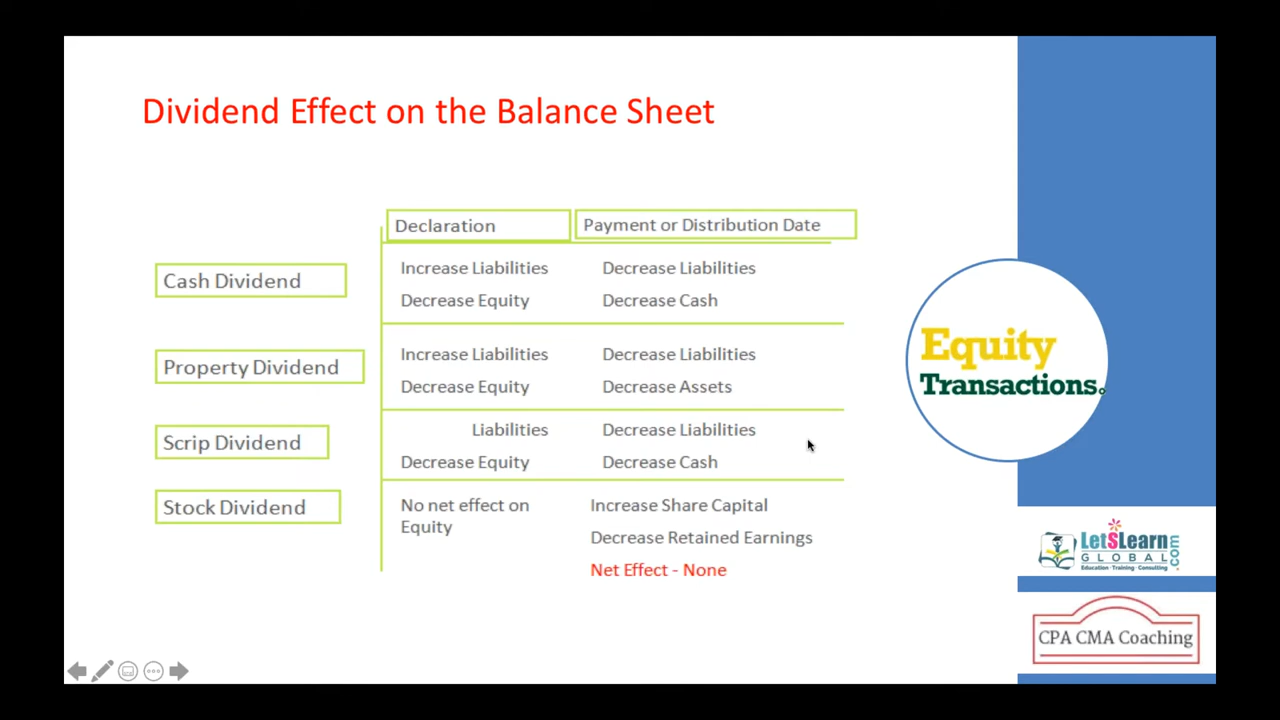 Dividend Effect on the Balance Sheet
Declaration
Payment or Distribution Date
Cash Dividend
Increase Liabilities
Decrease Liabilities
Decrease Equity
Decrease Cash
Property Dividend
Increase Liabilities
Decrease Liabilities
Decrease Equity
Decrease Assets
Scrip Dividend
Liabilities
Decrease Liabilities
Decrease Equity
Decrease Cash
Stock Dividend
No net effect on
Equity
Increase Share Capital
Decrease Retained Earnings
Net Effect - None
Equity
Transactions.
LetSLearn
GLOBAL.com
Education · Training · Consulting
CPA CMA Coaching